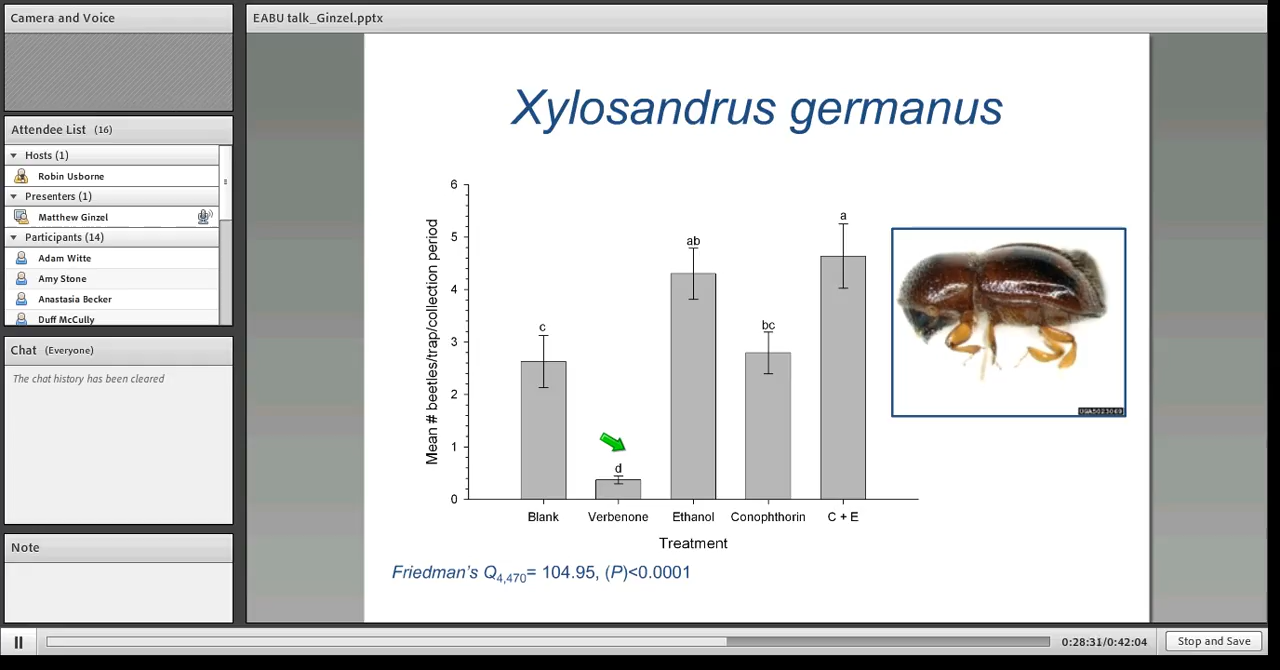 Camera and Voice
EABU talk_Ginzel.pptx
Attendee List (16)
Hosts (1)
Robin Usborne
Presenters (1)
Matthew Ginzel
Participants (14)
Adam Witte
Amy Stone
Anastasia Becker
Duff McCully
Chat (Everyone)
The chat history has been cleared
Note
Xylosandrus germanus
Mean # beetles/trap/collection period
6
5
4
3
2
1
0
c
d
ab
bc
a
Blank Verbenone Ethanol Conophthorin C + E
Treatment
UGA5023069
Friedman's Q4,470= 104.95, (P)<0.0001
0:28:31/0:42:04
Stop and Save